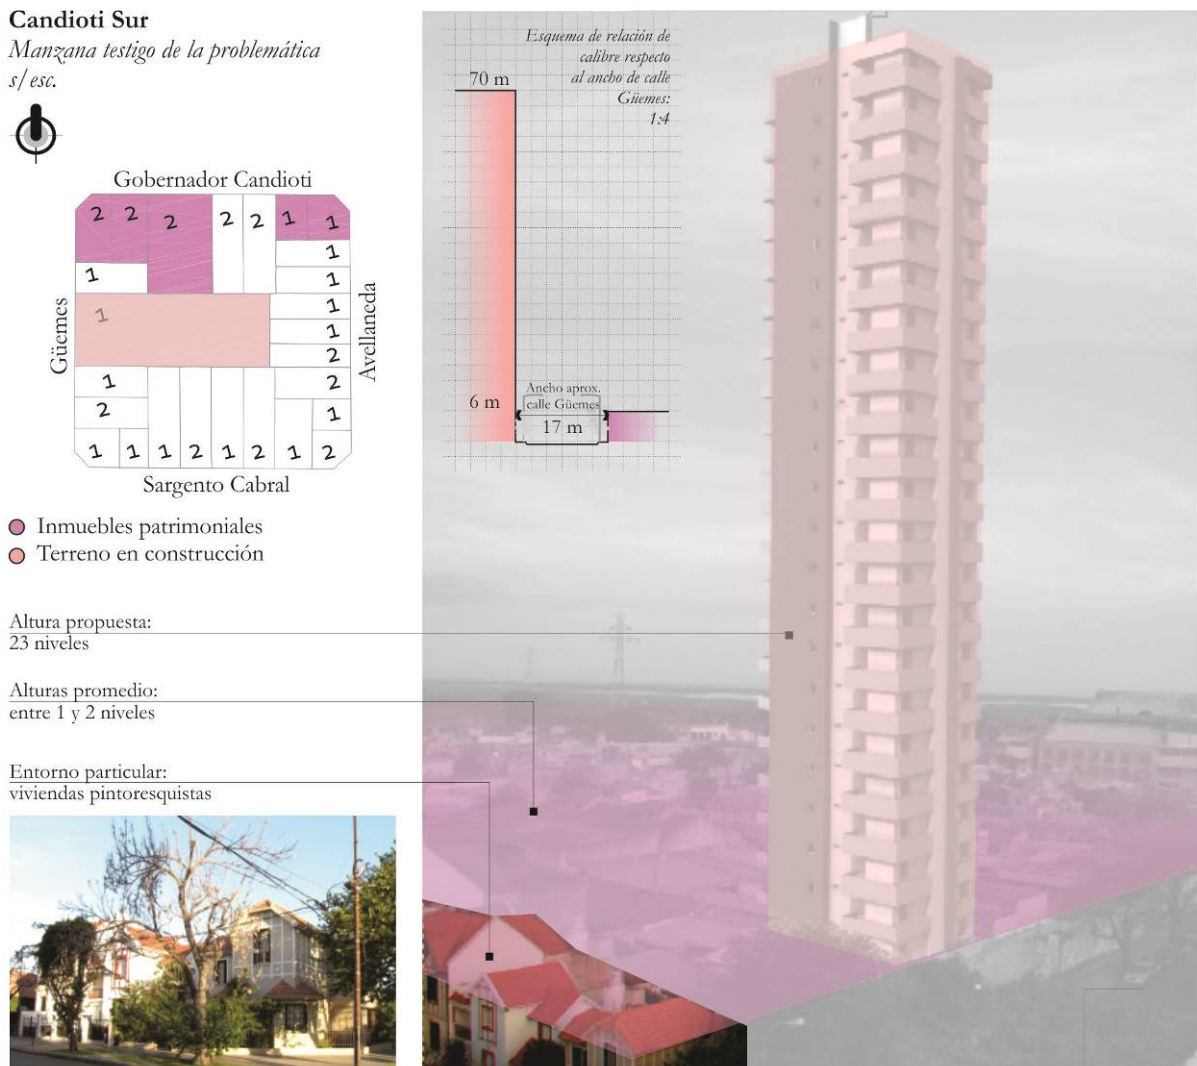 Candioti Sur
Manzana testigo de la problemática
s/esc.
Gobernador Candioti
2 2 2 2 2 1 1
1
1
1
1
1
1
2
1
2
2
1
1 1 1 2 1 2 1 2
Güemes
Avellaneda
Sargento Cabral
Inmuebles patrimoniales
Terreno en construcción
Altura propuesta:
23 niveles
Alturas promedio:
entre 1 y 2 niveles
Entorno particular:
viviendas pintoresquistas
Esquema de relación de
calibre respecto
al ancho de calle
Güemes:
1:4
70 m
6 m
Ancho aprox.
calle Güemes
17 m